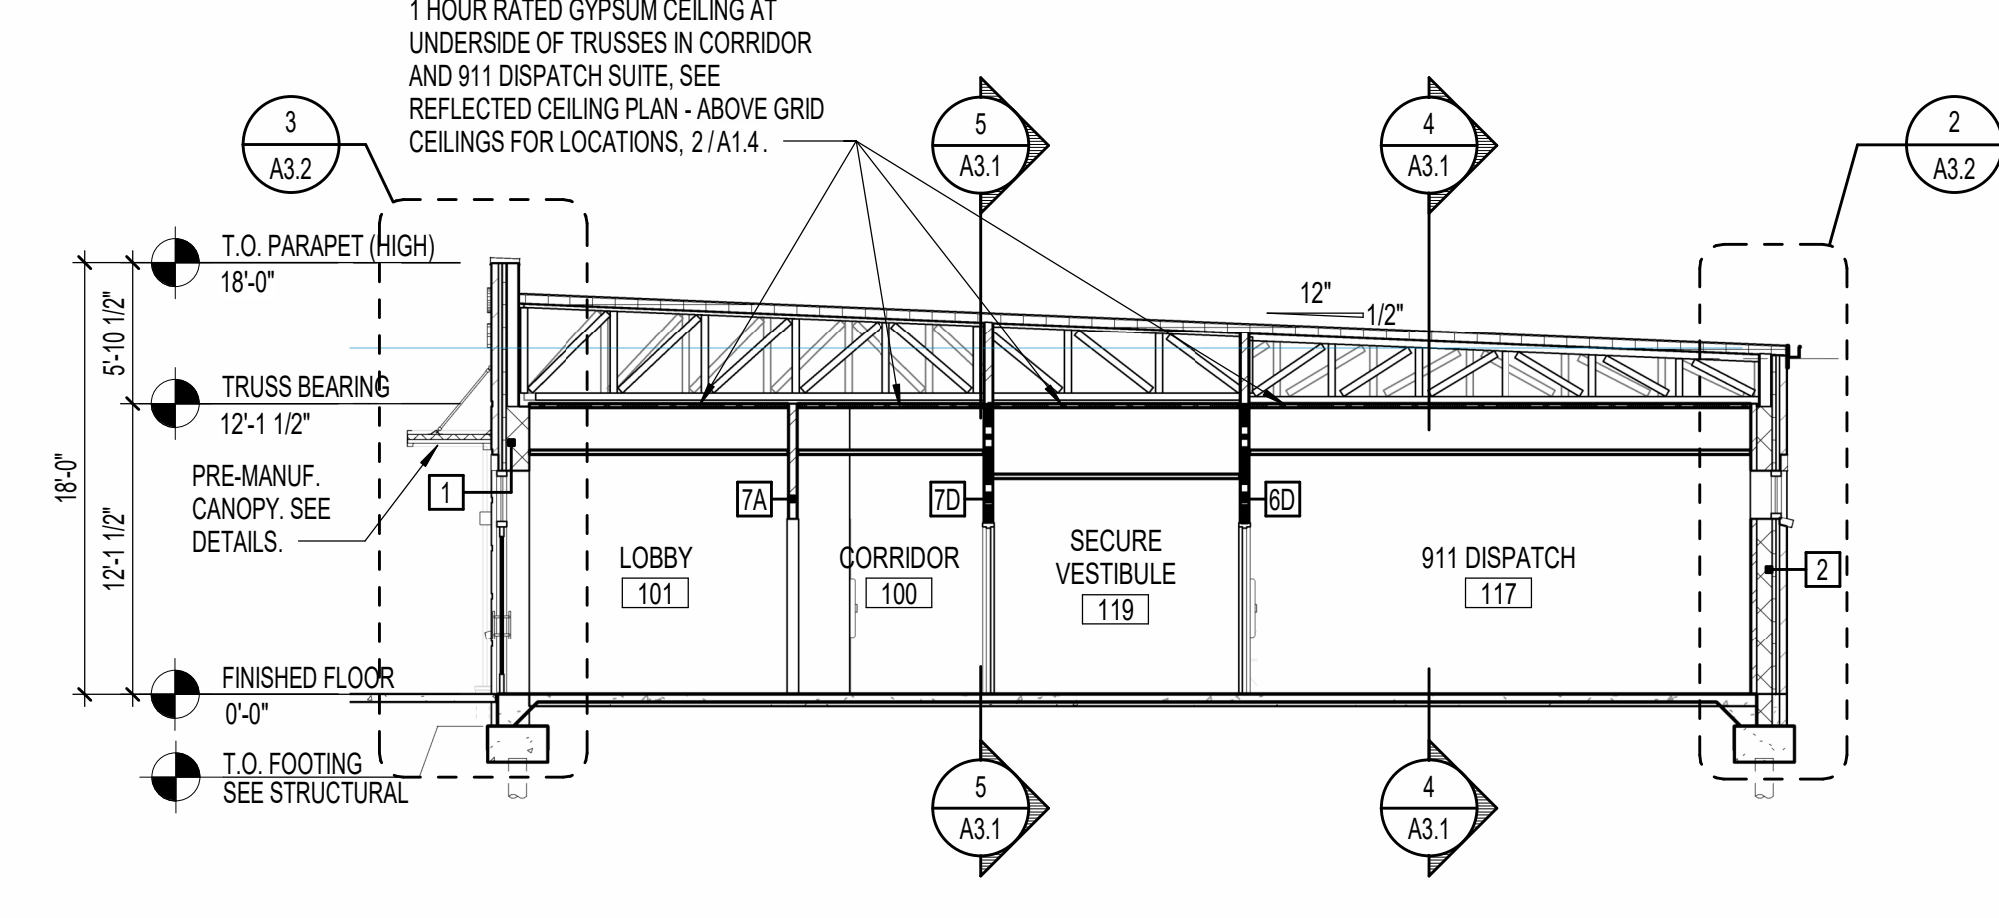 1 HOUR RATED GYPSUM CEILING AT
UNDERSIDE OF TRUSSES IN CORRIDOR
AND 911 DISPATCH SUITE, SEE
REFLECTED CEILING PLAN - ABOVE GRID
CEILINGS FOR LOCATIONS, 2 / A1.4 .
3
A3.2
5
A3.1
4
A3.1
2
A3.2
T.O. PARAPET (HIGH)
18'-0"
12"
1/2"
5'-10 1/2"
TRUSS BEARING
12'-1 1/2"
18'-0"
12'-1 1/2"
PRE-MANUF.
CANOPY. SEE
DETAILS.
1
7A
7D
6D
2
LOBBY
101
CORRIDOR
100
SECURE
VESTIBULE
119
911 DISPATCH
117
FINISHED FLOOR
0'-0"
T.O. FOOTING
SEE STRUCTURAL
5
A3.1
4
A3.1